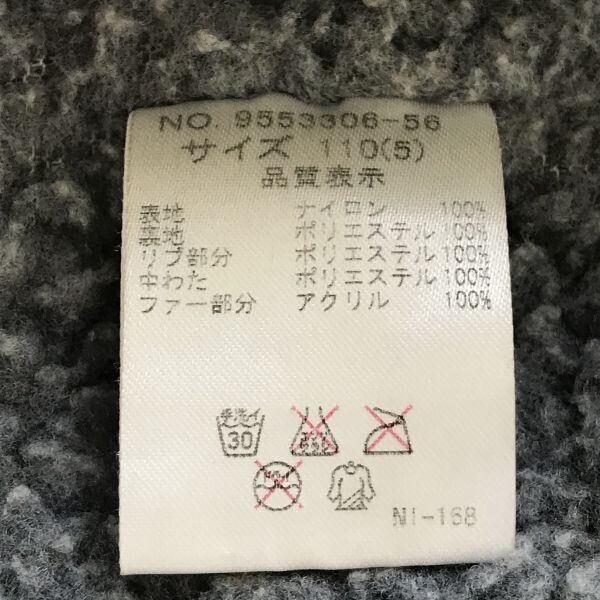 NO. 9553306-56
サイズ 110(5)
品質表示
表地 ナイロン 100%
裏地 ポリエステル 100%
リブ部分 ポリエステル 100%
中わた ポリエステル 100%
ファー部分 アクリル 100%
手洗イ
30
NI-168